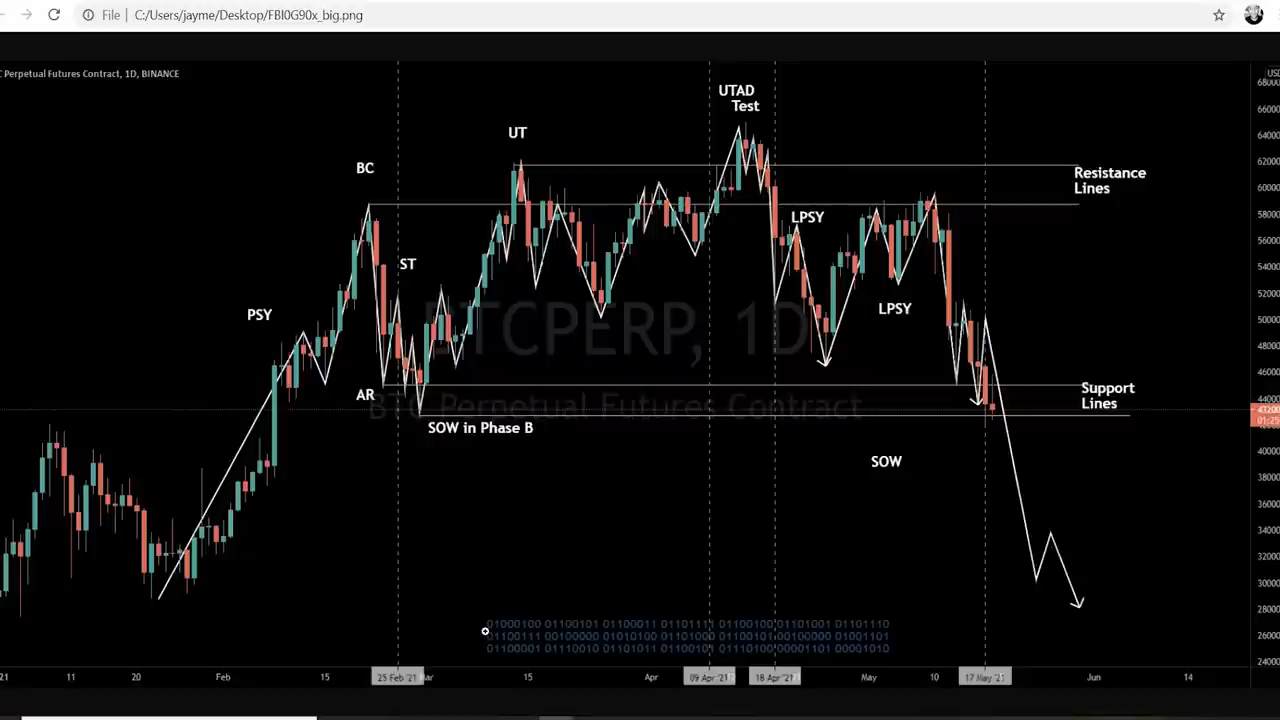 File
C:/Users/jayme/Desktop/FBI0G90x_big.png
C Perpetual Futures Contract, 1D, BINANCE
USD
68000
UTAD
Test
66000
UT
64000
BC
62000
Resistance
Lines
60000
LPSY
58000
56000
ST
54000
52000
PSY
LPSY
50000
BTCPERP, 1D
48000
46000
AR
Support
Lines
44000
BTC Perpetual Futures Contract
43200
01:25
42000
SOW in Phase B
SOW
40000
38000
36000
34000
32000
30000
28000
01000100 01100101 01100011 01101111 01100100 01101001 01101110
01100111 00100000 01010100 01101000 01100101 00100000 01001101
01100001 01110010 01101011 01100101 01110100 00001101 00001010
26000
24000
21
11
20
Feb
15
25 Feb '21
Mar
15
Apr
09 Apr '21
18 Apr '21
May
10
17 May '21
Jun
14